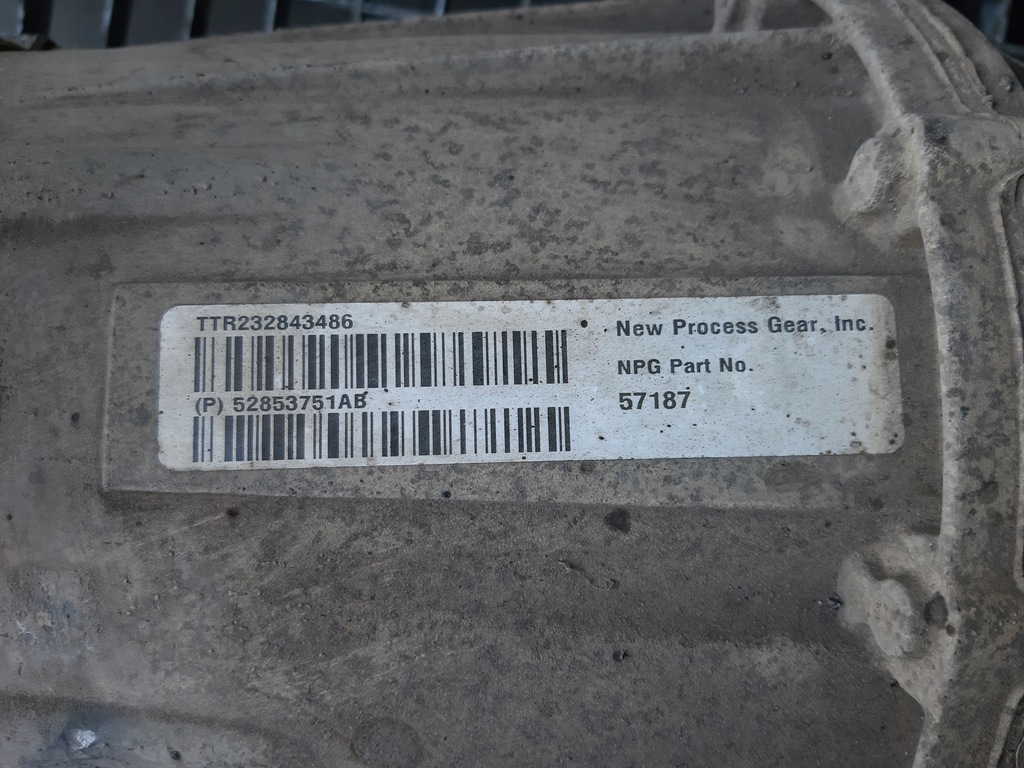 TTR232843486
(P) 52853751AB
New Process Gear, Inc.
NPG Part No.
57187